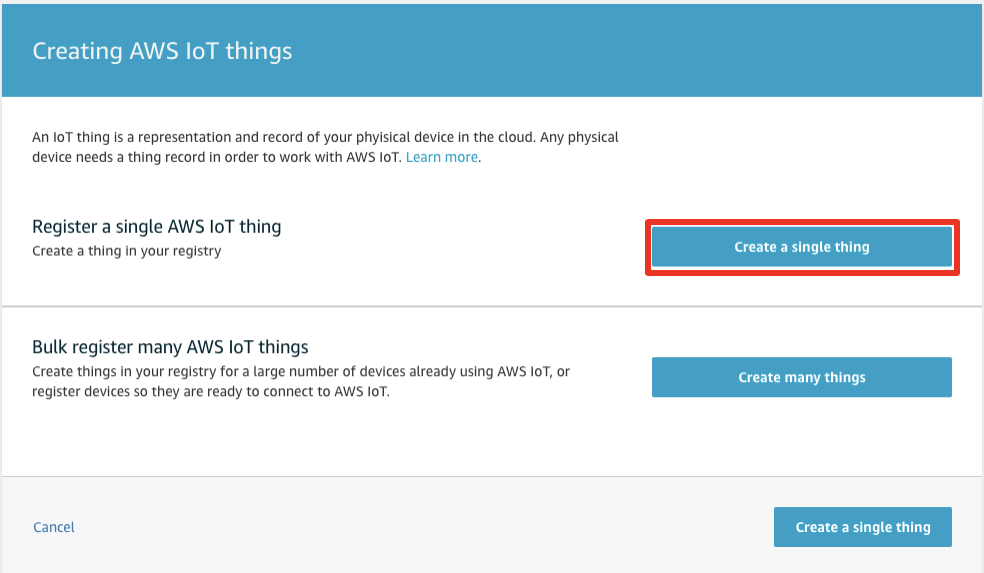 Creating AWS IoT things
An IoT thing is a representation and record of your phyisical device in the cloud. Any physical
device needs a thing record in order to work with AWS IoT. Learn more.
Register a single AWS IoT thing
Create a thing in your registry
Create a single thing
Bulk register many AWS IoT things
Create things in your registry for a large number of devices already using AWS IoT, or
register devices so they are ready to connect to AWS IoT.
Create many things
Cancel
Create a single thing